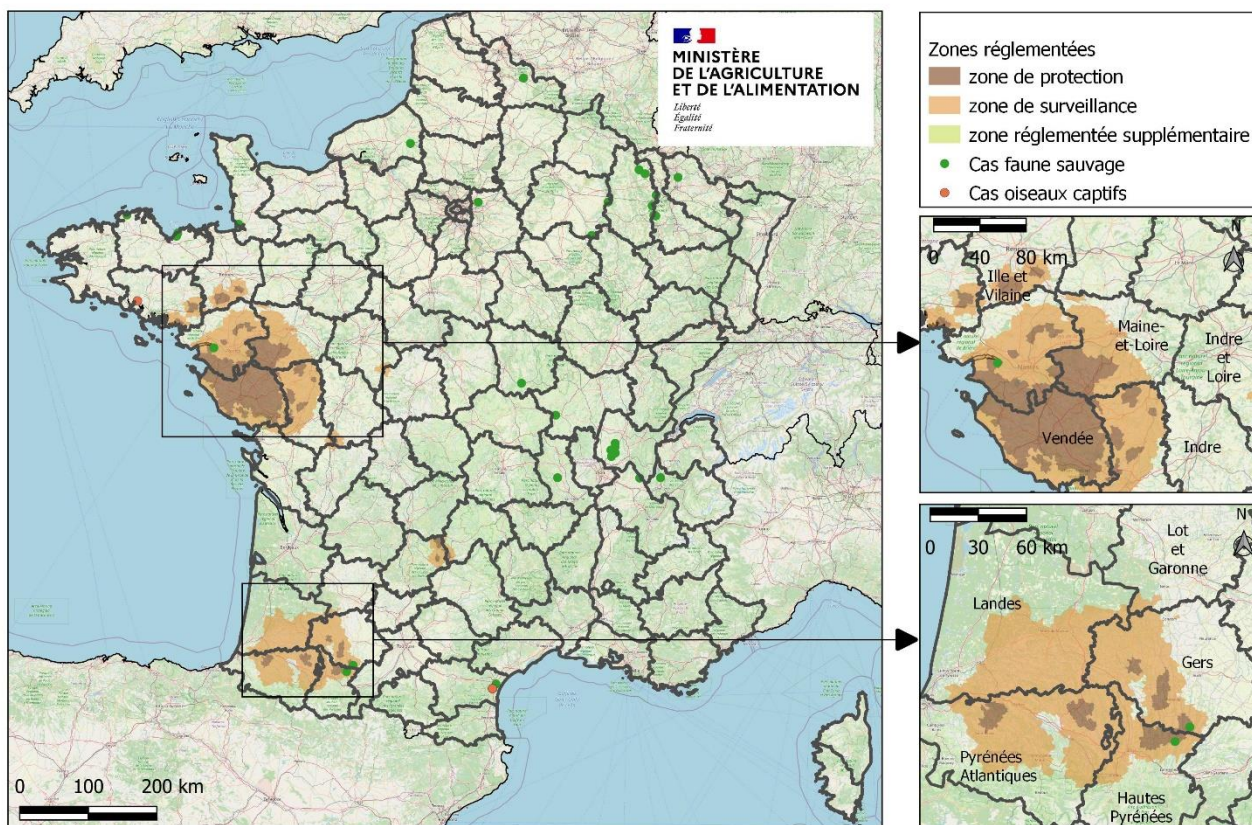 MINISTÈRE
DE L'AGRICULTURE
ET DE L'ALIMENTATION
Liberté
Égalité
Fraternité
0 100 200 km
Zones réglementées
zone de protection
zone de surveillance
zone réglementée supplémentaire
Cas faune sauvage
Cas oiseaux captifs
N
0 40 80 km
Ille et
Vilaine
Maine-
et-Loire
Indre
et
Loire
Vendée
Indre
N
0 30 60 km
Lot
et
Garonne
Landes
Gers
Pyrénées
Atlantiques
Hautes
Pyrénées